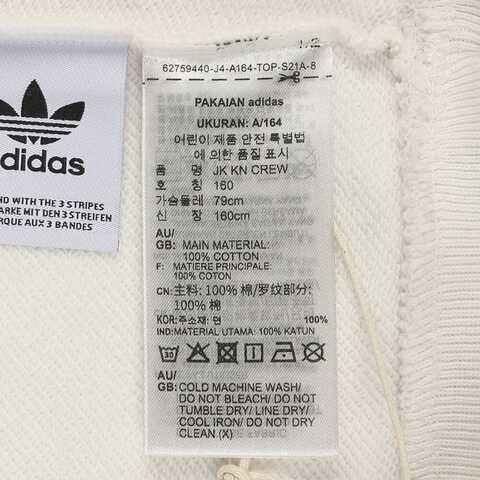 62759440-J4-A164-TOP-S21A-8
PAKAIAN adidas
UKURAN: A/164
어린이 제품 안전 특별법
에 의한 품질 표시
품 명 JK KN CREW
호 칭 160
가슴둘레 79cm
신 장 160cm
AU/
GB: MAIN MATERIAL:
100% COTTON
F: MATIERE PRINCIPALE:
100% COTON
CN: 主料: 100% 棉/罗纹部分:
100% 棉
KOR:주소재: 면 100%
IND:MATERIAL UTAMA: 100% KATUN
30
AU/
GB:COLD MACHINE WASH/
DO NOT BLEACH/ DO NOT
TUMBLE DRY/ LINE DRY/
COOL IRON/ DO NOT DRY
CLEAN (X)
adidas
ND WITH THE 3 STRIPES
ARKE MIT DEN 3 STREIFEN
RQUE AUX 3 BANDES